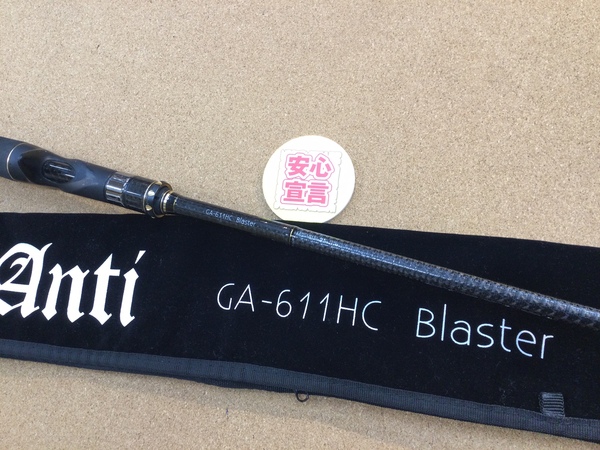 安心
宣言
GA-611HC Blaster
Anti
GA-611HC Blaster